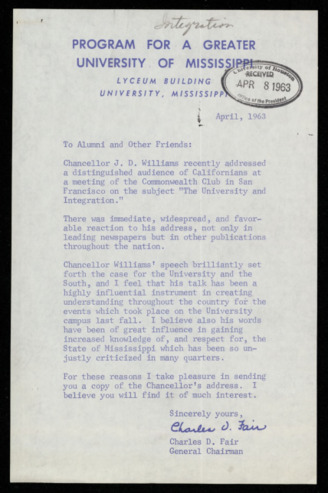 Integration
PROGRAM FOR A GREATER
UNIVERSITY OF MISSISSIPPI
LYCEUM BUILDING
UNIVERSITY, MISSISSIPPI
RECEIVED
APR 8 1963
Office of the President
April, 1963
To Alumni and Other Friends:
Chancellor J. D. Williams recently addressed
a distinguished audience of Californians at
a meeting of the Commonwealth Club in San
Francisco on the subject "The University and
Integration."
There was immediate, widespread, and favor-
able reaction to his address, not only in
leading newspapers but in other publications
throughout the nation.
Chancellor Williams' speech brilliantly set
forth the case for the University and the
South, and I feel that his talk has been a
highly influential instrument in creating
understanding throughout the country for the
events which took place on the University
campus last fall. I believe also his words
have been of great influence in gaining
increased knowledge of, and respect for, the
State of Mississippi which has been so un-
justly criticized in many quarters.
For these reasons I take pleasure in sending
you a copy of the Chancellor's address. I
believe you will find it of much interest.
Sincerely yours,
Charles D. Fair
Charles D. Fair
General Chairman